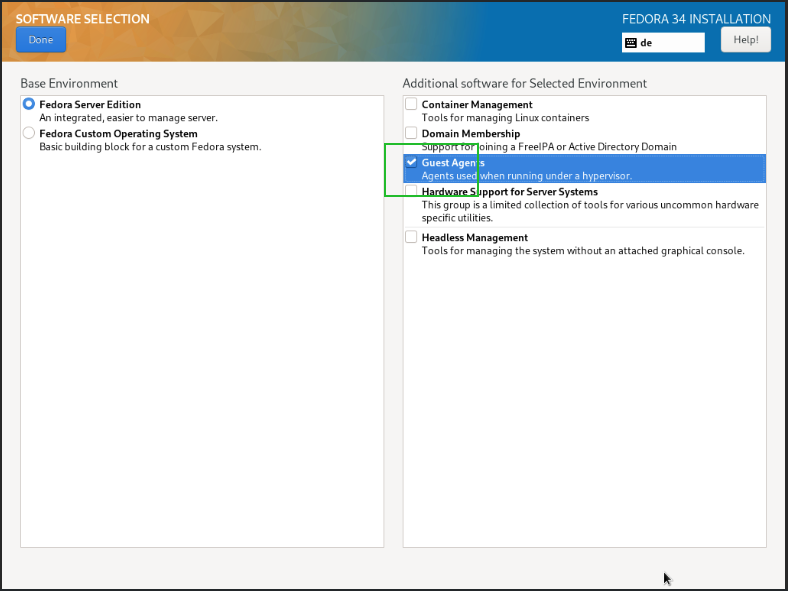 SOFTWARE SELECTION
FEDORA 34 INSTALLATION
Done
de
Help!
Base Environment
Fedora Server Edition
An integrated, easier to manage server.
Fedora Custom Operating System
Basic building block for a custom Fedora system.
Additional software for Selected Environment
Container Management
Tools for managing Linux containers
Domain Membership
Support for joining a FreeIPA or Active Directory Domain
Guest Agents
Agents used when running under a hypervisor.
Hardware Support for Server Systems
This group is a limited collection of tools for various uncommon hardware
specific utilities.
Headless Management
Tools for managing the system without an attached graphical console.